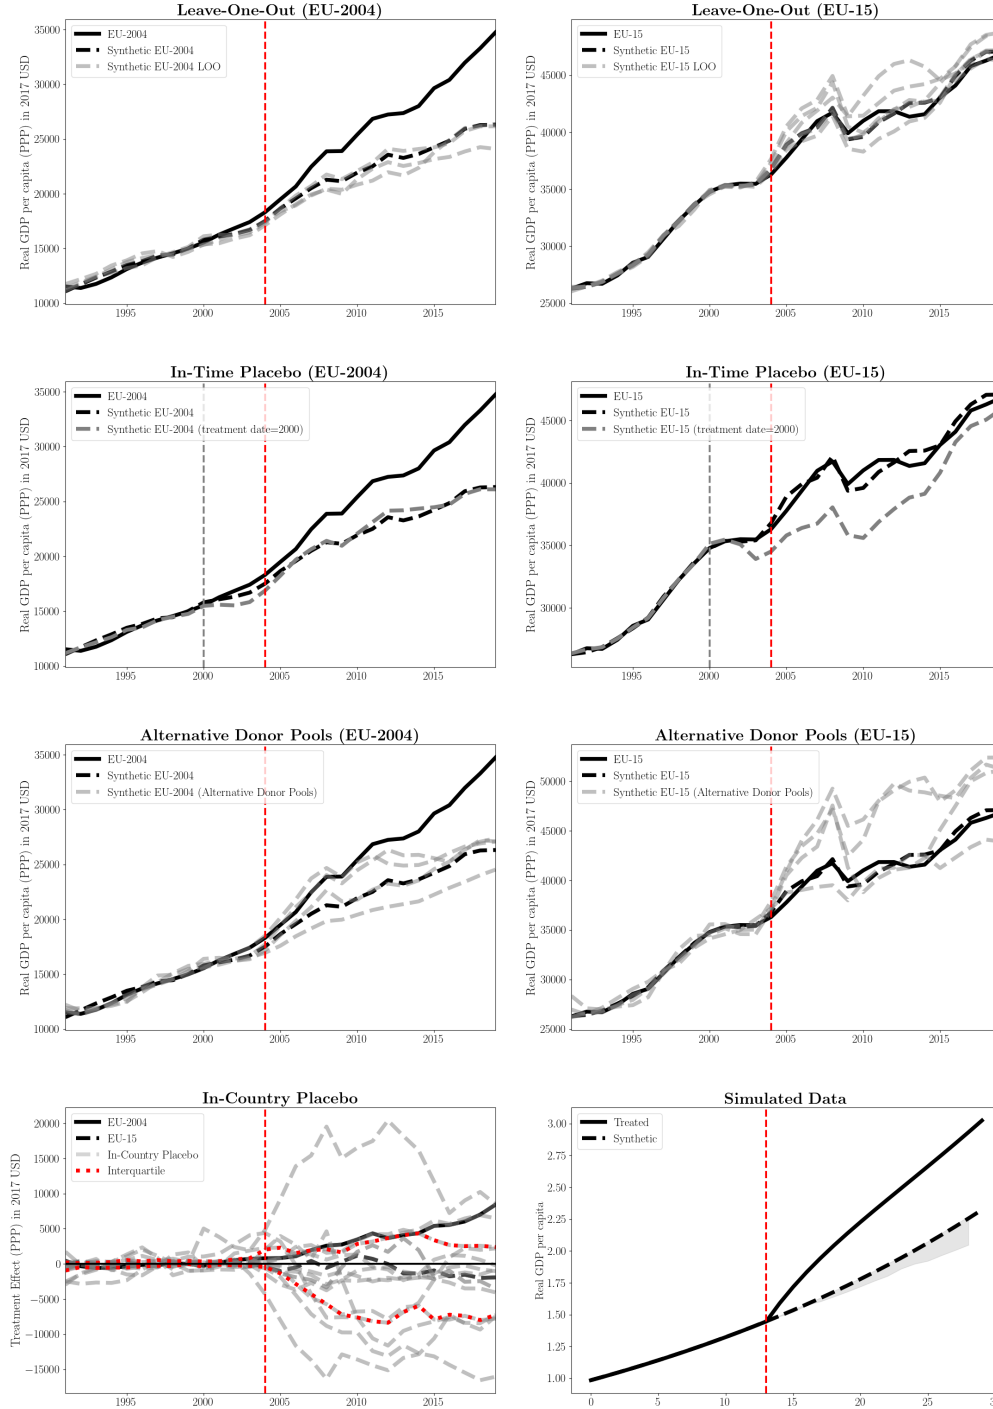 Leave-One-Out (EU-2004)
Real GDP per capita (PPP) in 2017 USD
35000
30000
25000
20000
15000
10000
EU-2004
Synthetic EU-2004
Synthetic EU-2004 LOO
1995
2000
2005
2010
2015
Leave-One-Out (EU-15)
Real GDP per capita (PPP) in 2017 USD
45000
40000
35000
30000
25000
EU-15
Synthetic EU-15
Synthetic EU-15 LOO
1995
2000
2005
2010
2015
In-Time Placebo (EU-2004)
Real GDP per capita (PPP) in 2017 USD
35000
30000
25000
20000
15000
10000
EU-2004
Synthetic EU-2004
Synthetic EU-2004 (treatment date=2000)
1995
2000
2005
2010
2015
In-Time Placebo (EU-15)
Real GDP per capita (PPP) in 2017 USD
45000
40000
35000
30000
EU-15
Synthetic EU-15
Synthetic EU-15 (treatment date=2000)
1995
2000
2005
2010
2015
Alternative Donor Pools (EU-2004)
Real GDP per capita (PPP) in 2017 USD
35000
30000
25000
20000
15000
10000
EU-2004
Synthetic EU-2004
Synthetic EU-2004 (Alternative Donor Pools)
1995
2000
2005
2010
2015
Alternative Donor Pools (EU-15)
Real GDP per capita (PPP) in 2017 USD
50000
45000
40000
35000
30000
25000
EU-15
Synthetic EU-15
Synthetic EU-15 (Alternative Donor Pools)
1995
2000
2005
2010
2015
In-Country Placebo
Treatment Effect (PPP) in 2017 USD
20000
15000
10000
5000
0
−5000
−10000
−15000
EU-2004
EU-15
In-Country Placebo
Interquartile
1995
2000
2005
2010
2015
Simulated Data
Real GDP per capita
3.00
2.75
2.50
2.25
2.00
1.75
1.50
1.25
1.00
Treated
Synthetic
0
5
10
15
20
25